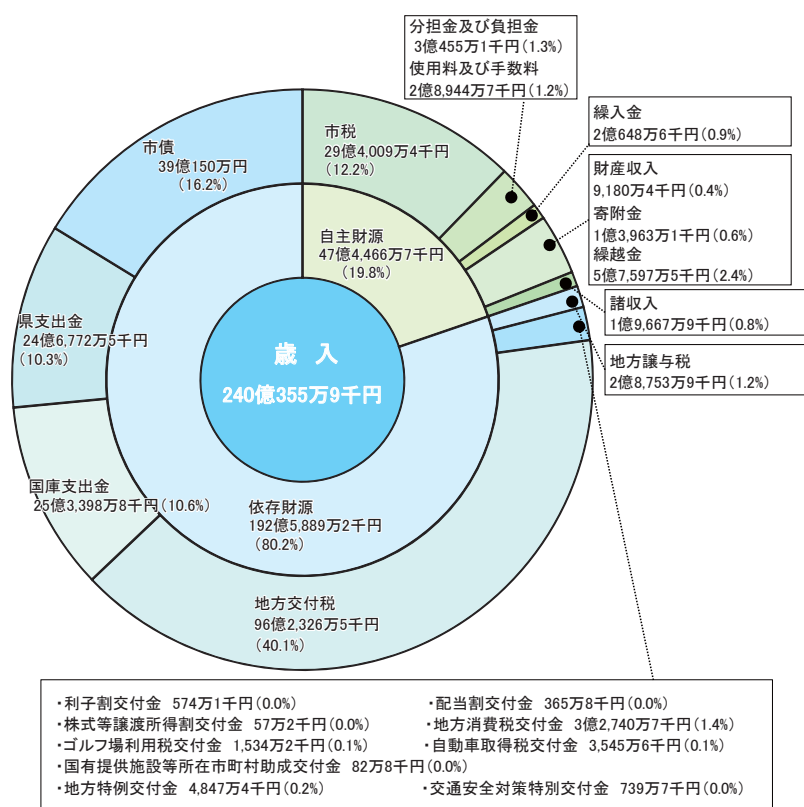 分担金及び負担金
3億455万1千円(1.3%)
使用料及び手数料
2億8,944万7千円(1.2%)
繰入金
2億648万6千円(0.9%)
財産収入
9,180万4千円(0.4%)
寄附金
1億3,963万1千円(0.6%)
繰越金
5億7,597万5千円(2.4%)
諸収入
1億9,667万9千円(0.8%)
地方譲与税
2億8,753万9千円(1.2%)
市税
29億4,009万4千円
(12.2%)
市債
39億150万円
(16.2%)
自主財源
47億4,466万7千円
(19.8%)
県支出金
24億6,772万5千円
(10.3%)
歳 入
240億355万9千円
国庫支出金
25億3,398万8千円(10.6%)
依存財源
192億5,889万2千円
(80.2%)
地方交付税
96億2,326万5千円
(40.1%)
・利子割交付金 574万1千円(0.0%)
・配当割交付金 365万8千円(0.0%)
・株式等譲渡所得割交付金 57万2千円(0.0%)
・地方消費税交付金 3億2,740万7千円(1.4%)
・ゴルフ場利用税交付金 1,534万2千円(0.1%)
・自動車取得税交付金 3,545万6千円(0.1%)
・国有提供施設等所在市町村助成交付金 82万8千円(0.0%)
・地方特例交付金 4,847万4千円(0.2%)
・交通安全対策特別交付金 739万7千円(0.0%)